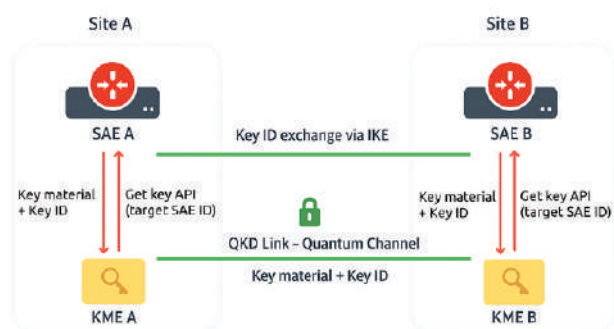 Site A
Site B
SAE A
SAE B
Key ID exchange via IKE
Key material
+ Key ID
Get key API
(target SAE ID)
Key material
+ Key ID
Get key API
(target SAE ID)
QKD Link – Quantum Channel
Key material + Key ID
KME A
KME B